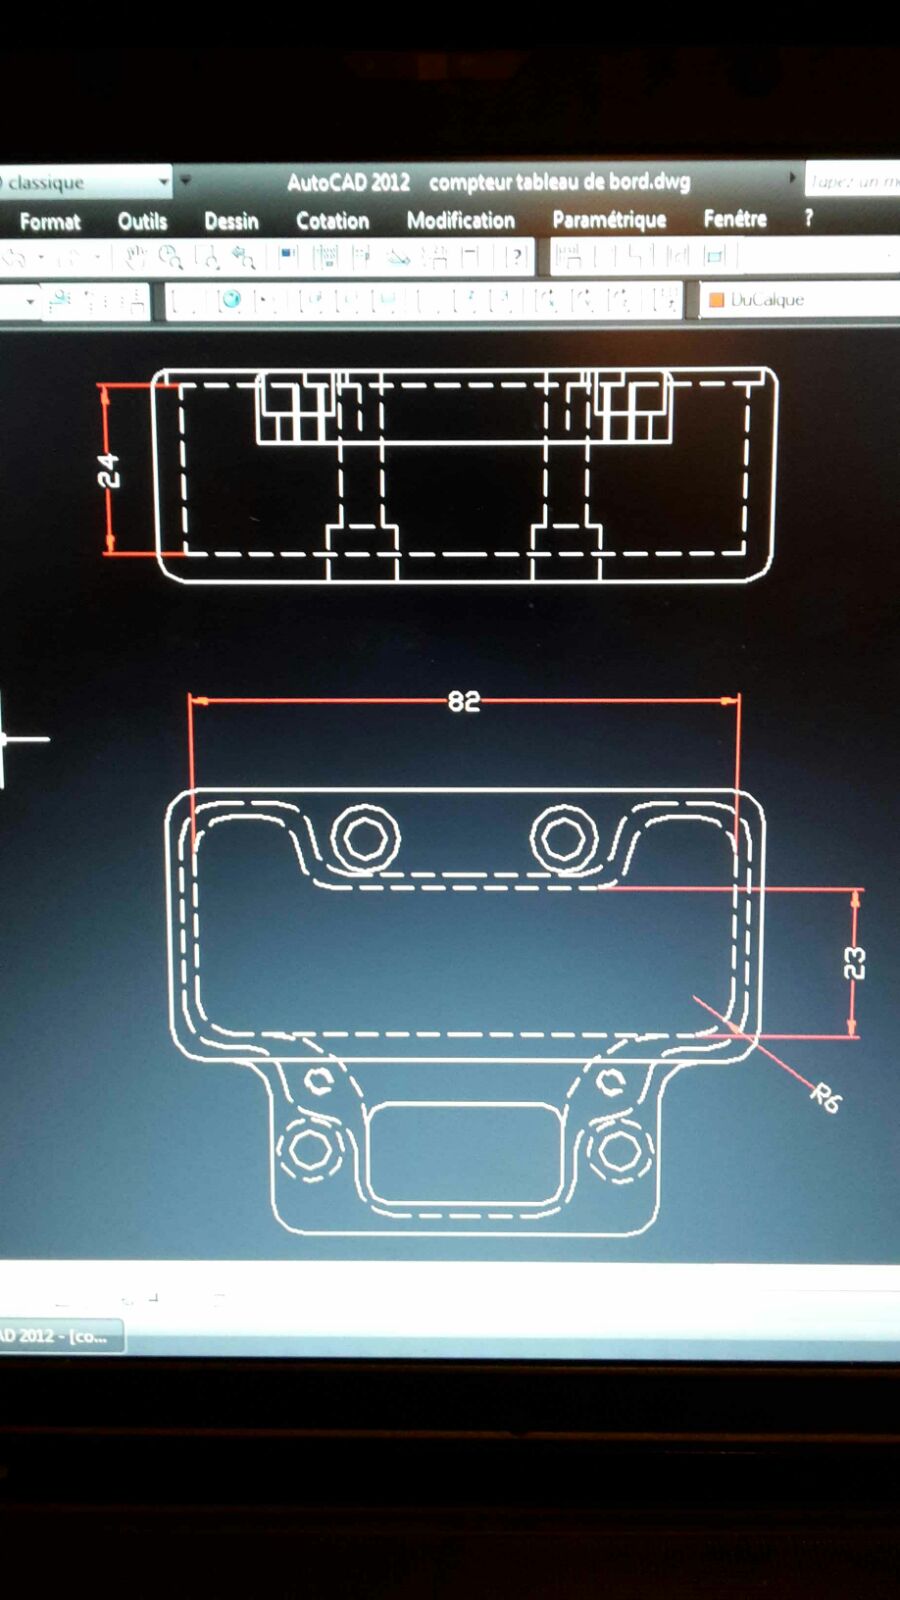 classique
AutoCAD 2012 compteur tableau de bord.dwg
Tapez un m
Format Outils Dessin Cotation Modification Paramétrique Fenêtre ?
DuCalque
24
82
23
R6
AD 2012 - [co...